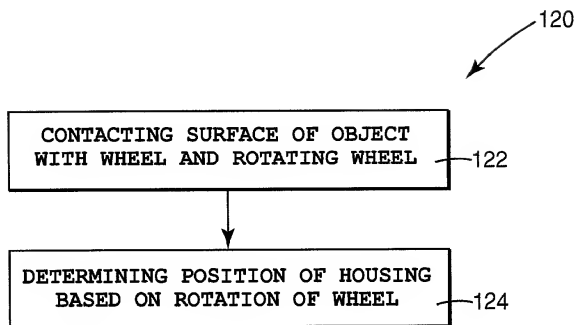 120
CONTACTING SURFACE OF OBJECT
WITH WHEEL AND ROTATING WHEEL
122
DETERMINING POSITION OF HOUSING
BASED ON ROTATION OF WHEEL
124